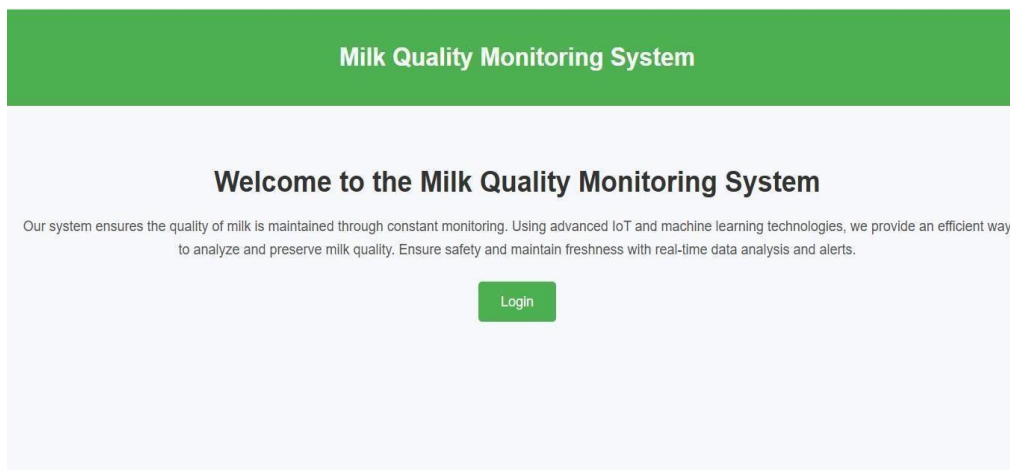 Milk Quality Monitoring System
Welcome to the Milk Quality Monitoring System
Our system ensures the quality of milk is maintained through constant monitoring. Using advanced IoT and machine learning technologies, we provide an efficient way
to analyze and preserve milk quality. Ensure safety and maintain freshness with real-time data analysis and alerts.
Login